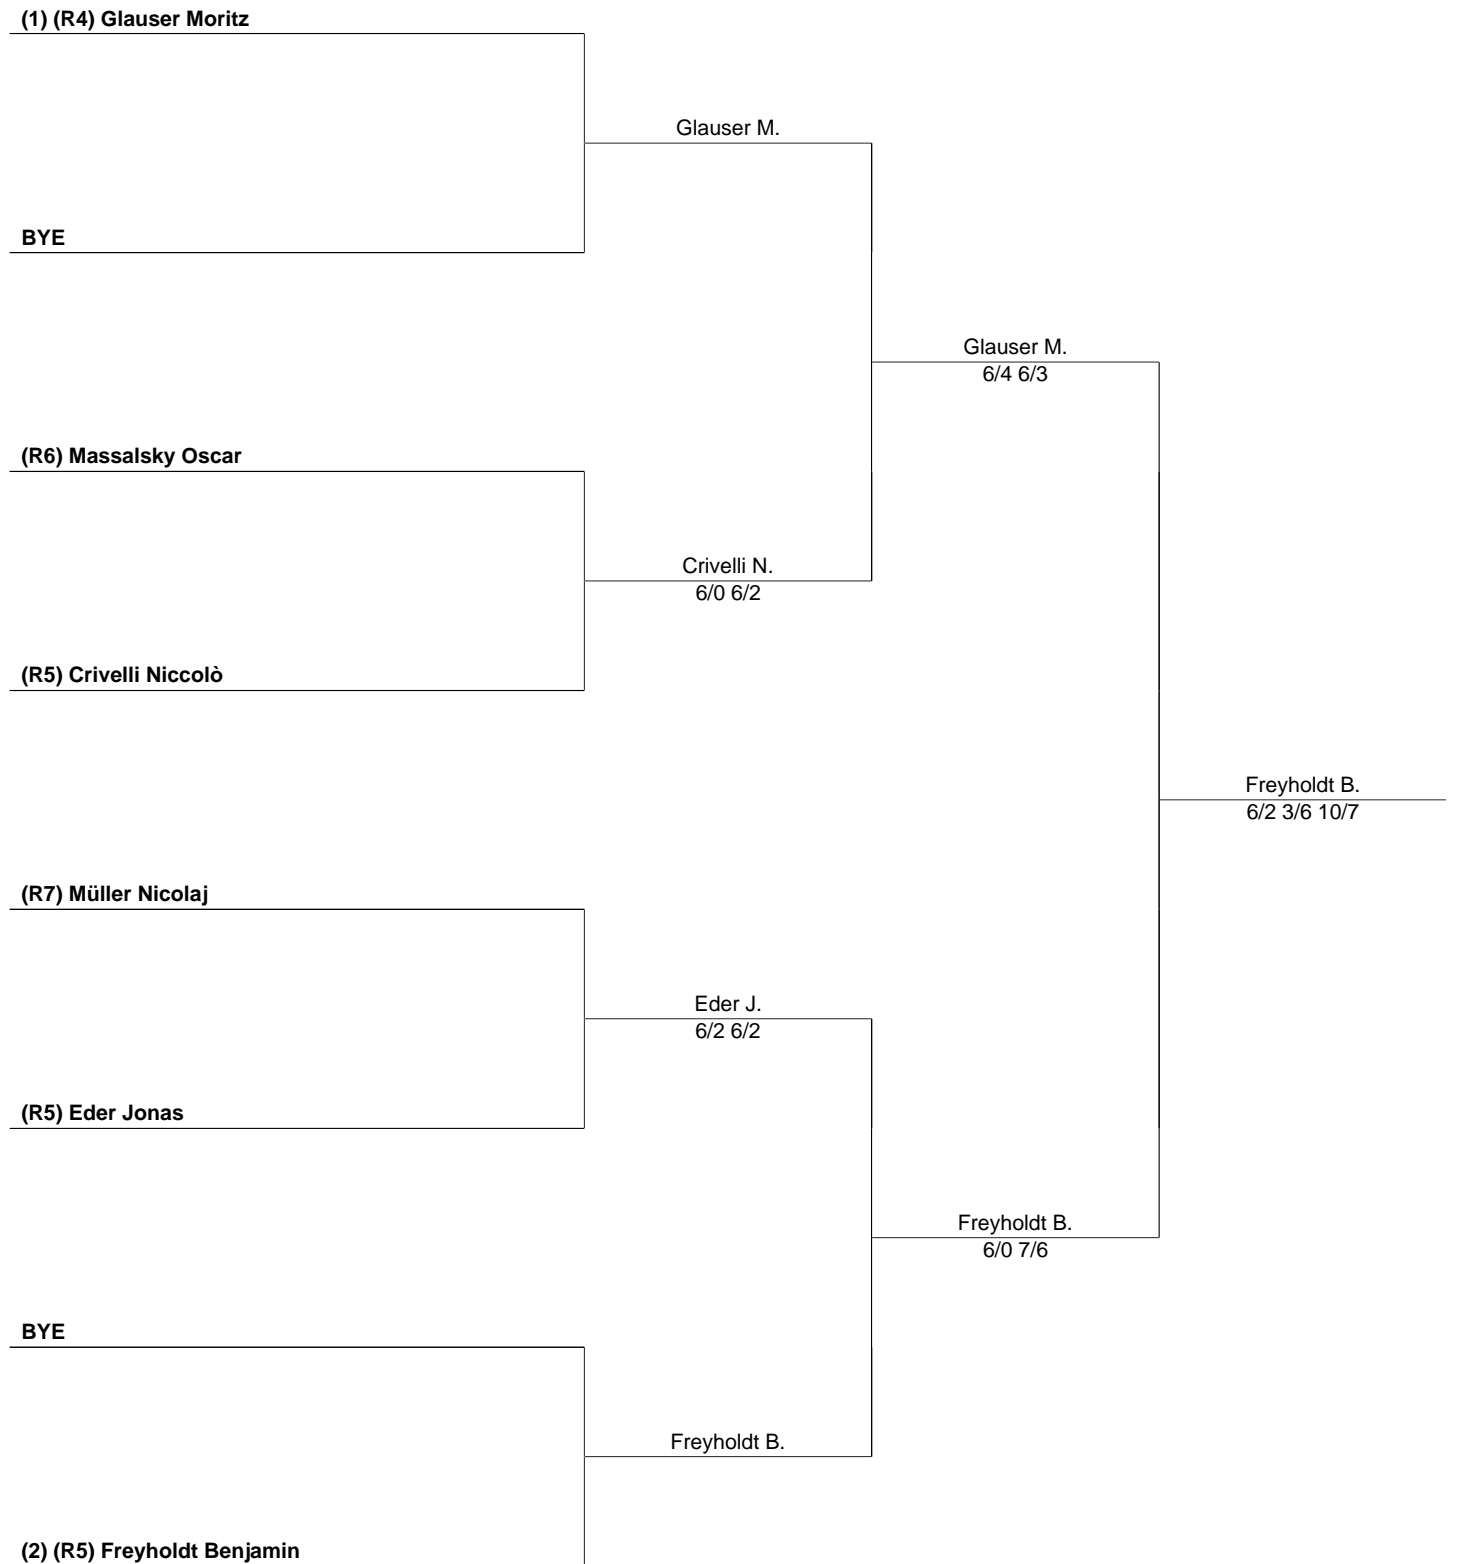 (1) (R4) Glauser Moritz
Glauser M.
BYE
Glauser M.
6/4 6/3
(R6) Massalsky Oscar
Crivelli N.
6/0 6/2
(R5) Crivelli Niccolò
Freyholdt B.
6/2 3/6 10/7
(R7) Müller Nicolaj
Eder J.
6/2 6/2
(R5) Eder Jonas
Freyholdt B.
6/0 7/6
BYE
Freyholdt B.
(2) (R5) Freyholdt Benjamin